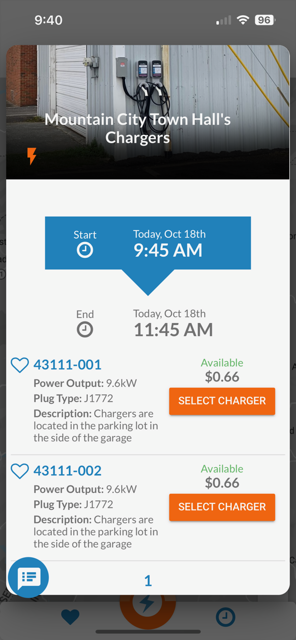 9:40
96
Mountain City Town Hall's
Chargers
Start
Today, Oct 18th
9:45 AM
End
Today, Oct 18th
11:45 AM
43111-001
Power Output: 9.6kW
Plug Type: J1772
Description: Chargers are
located in the parking lot in
the side of the garage
Available
$0.66
SELECT CHARGER
43111-002
Power Output: 9.6kW
Plug Type: J1772
Description: Chargers are
located in the parking lot in
the side of the garage
Available
$0.66
SELECT CHARGER
1